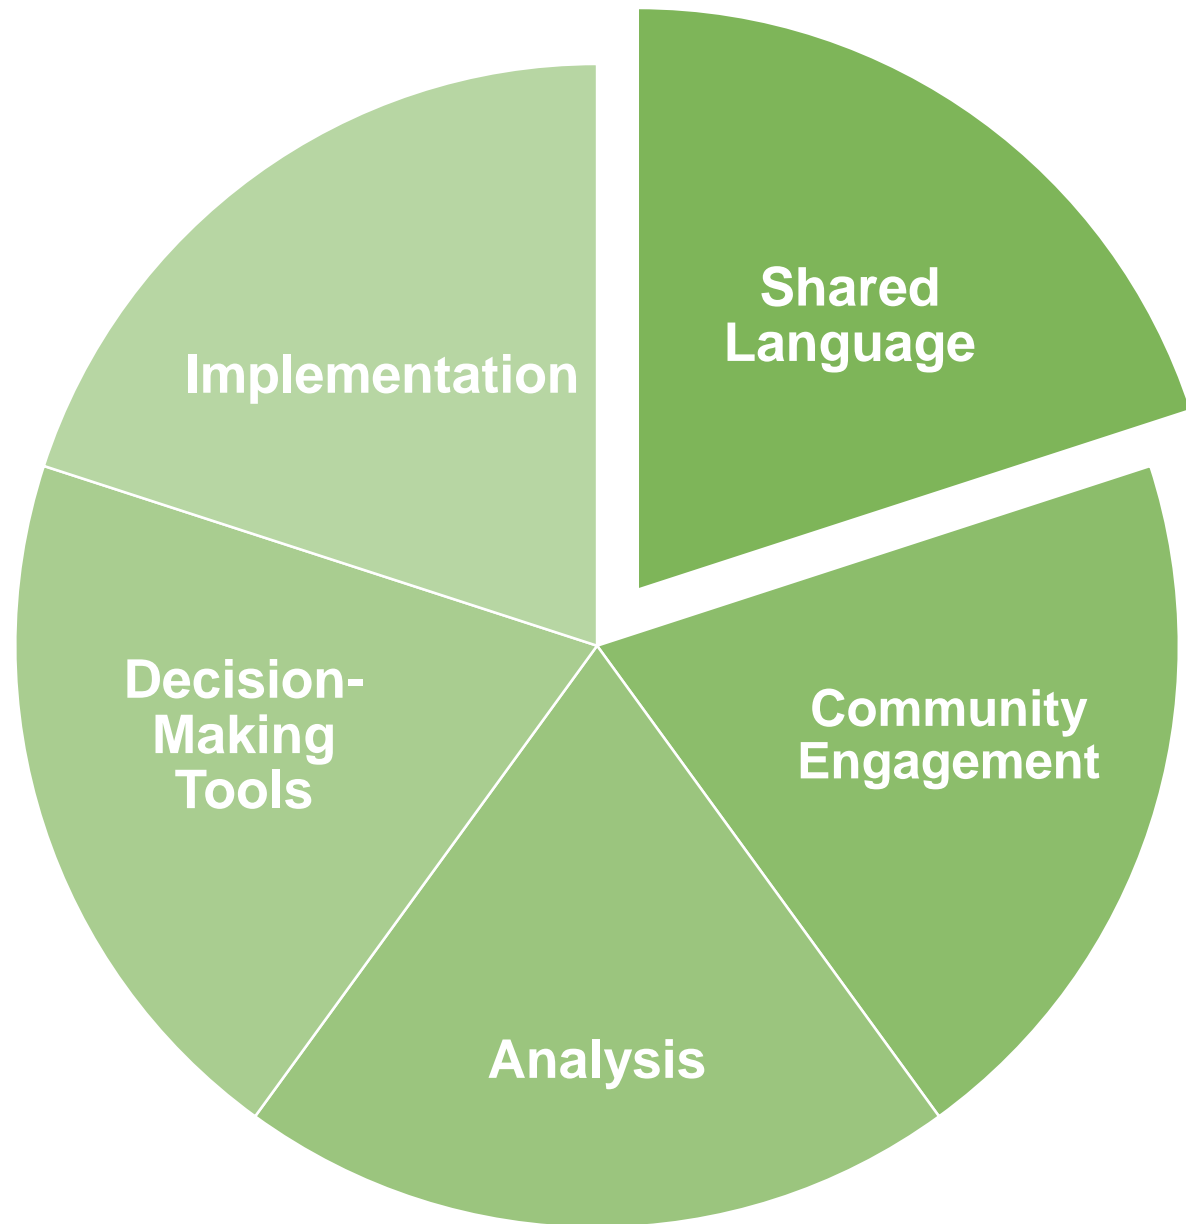 Shared
Language
Implementation
Community
Engagement
Decision-
Making
Tools
Analysis